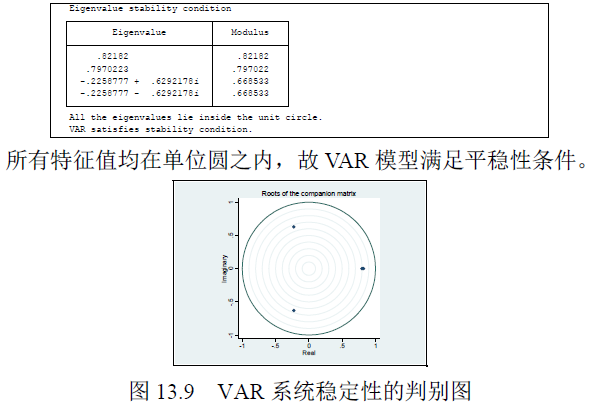 Eigenvalue stability condition
Eigenvalue Modulus
.82182 .82182
.7970223 .797022
-.2258777 + .6292178i .668533
-.2258777 - .6292178i .668533
All the eigenvalues lie inside the unit circle.
VAR satisfies stability condition.
所有特征值均在单位圆之内，故 VAR 模型满足平稳性条件。
Roots of the companion matrix
Imaginary
1
.5
0
-.5
-1
-1 -.5 0 .5 1
Real
图 13.9 VAR 系统稳定性的判别图